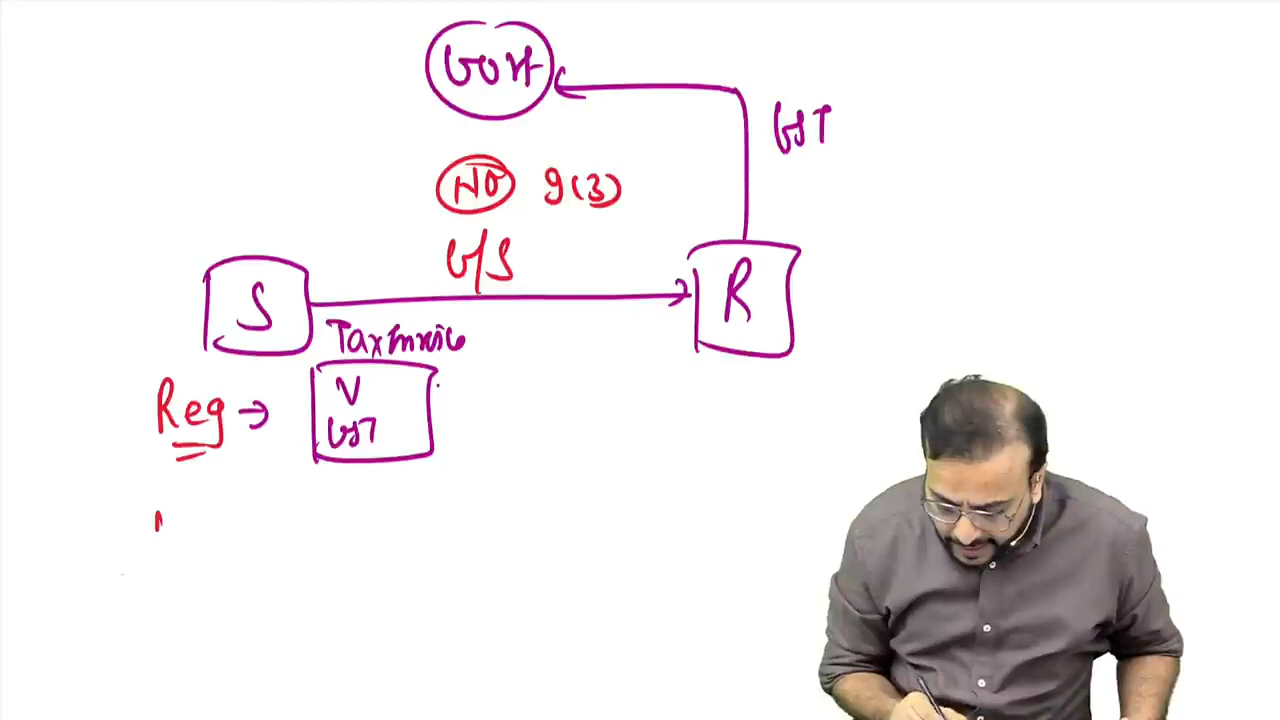 Govt
GST
NO 9(3)
G/S
S
R
Tax Invoice
Reg → V
GST